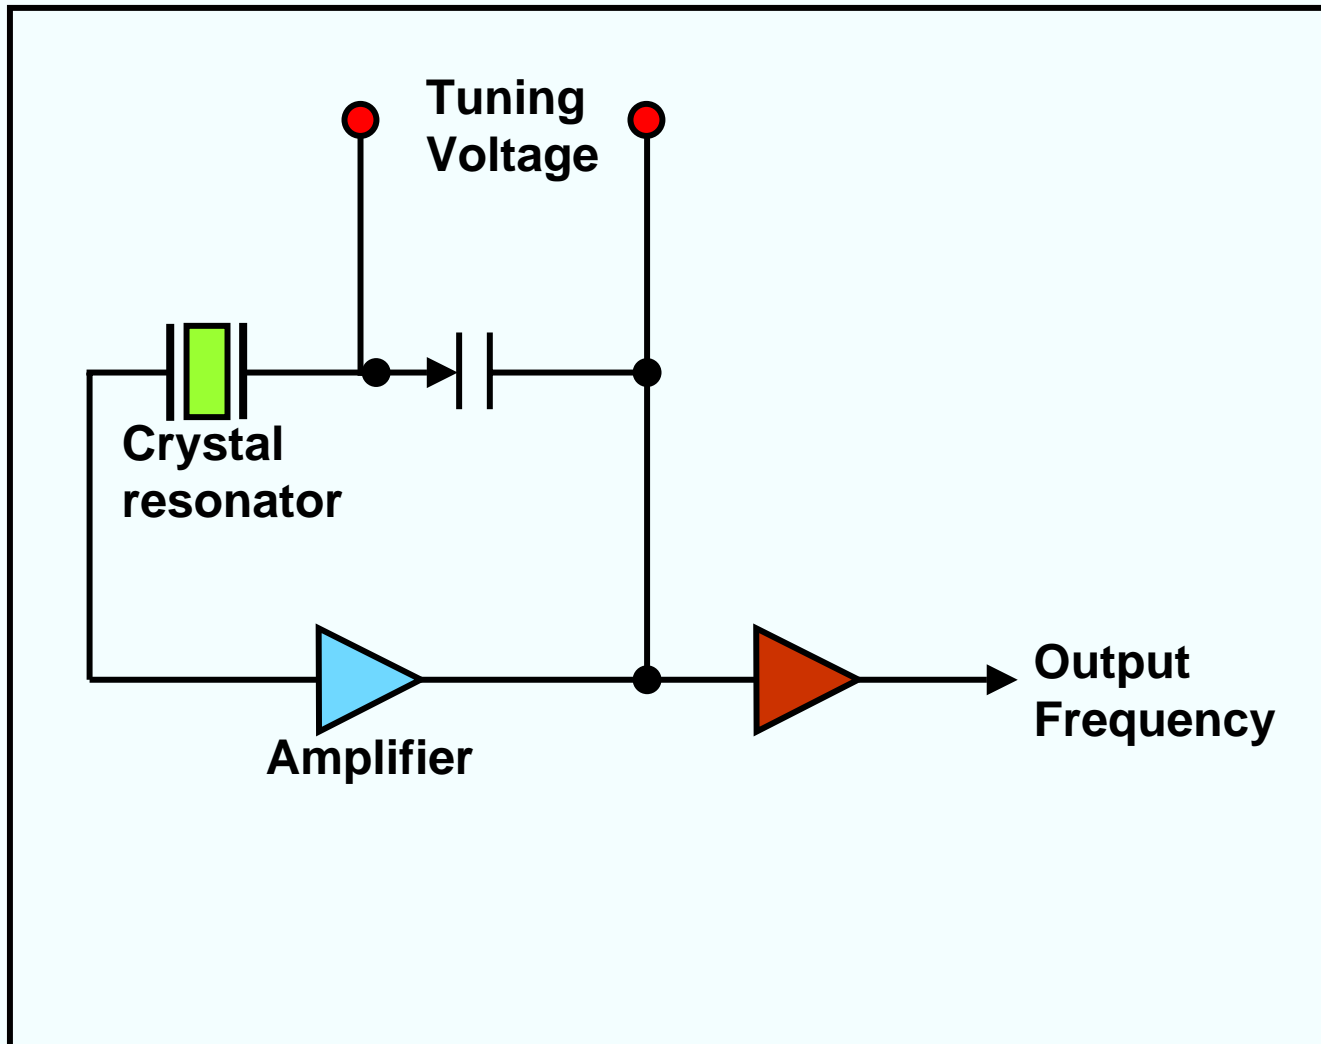 Tuning
Voltage
Crystal
resonator
Output
Frequency
Amplifier